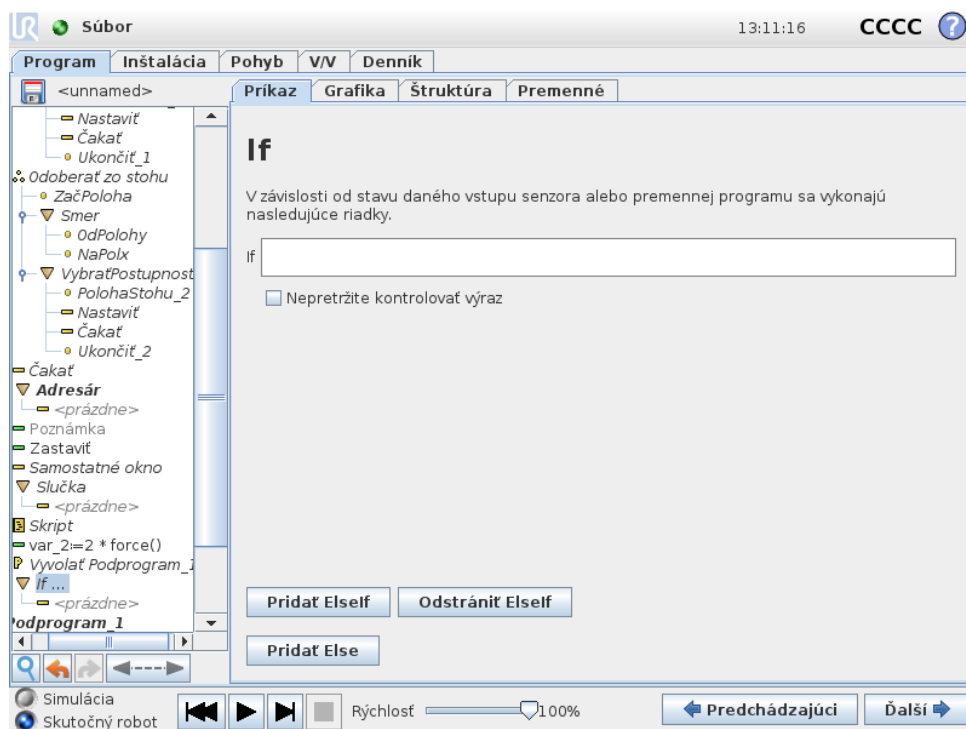 Súbor 13:11:16 CCCC ?
Program Inštalácia Pohyb V/V Denník
<unnamed> Príkaz Grafika Štruktúra Premenné
Nastaviť
Čakať
Ukončiť_1
Odoberať zo stohu
ZačPoloha
Smer
OdPolohy
NaPolx
VybraťPostupnosť
PolohaStohu_2
Nastaviť
Čakať
Ukončiť_2
Čakať
Adresár
<prázdne>
Poznámka
Zastaviť
Samostatné okno
Slučka
<prázdne>
Skript
var_2:=2 * force()
Vyvolať Podprogram_1
If ...
<prázdne>
Podprogram_1
If
V závislosti od stavu daného vstupu senzora alebo premennej programu sa vykonajú
nasledujúce riadky.
If
Nepretržite kontrolovať výraz
Pridať ElseIf Odstrániť ElseIf
Pridať Else
Simulácia
Skutočný robot
Rýchlosť 100%
Predchádzajúci Ďalší